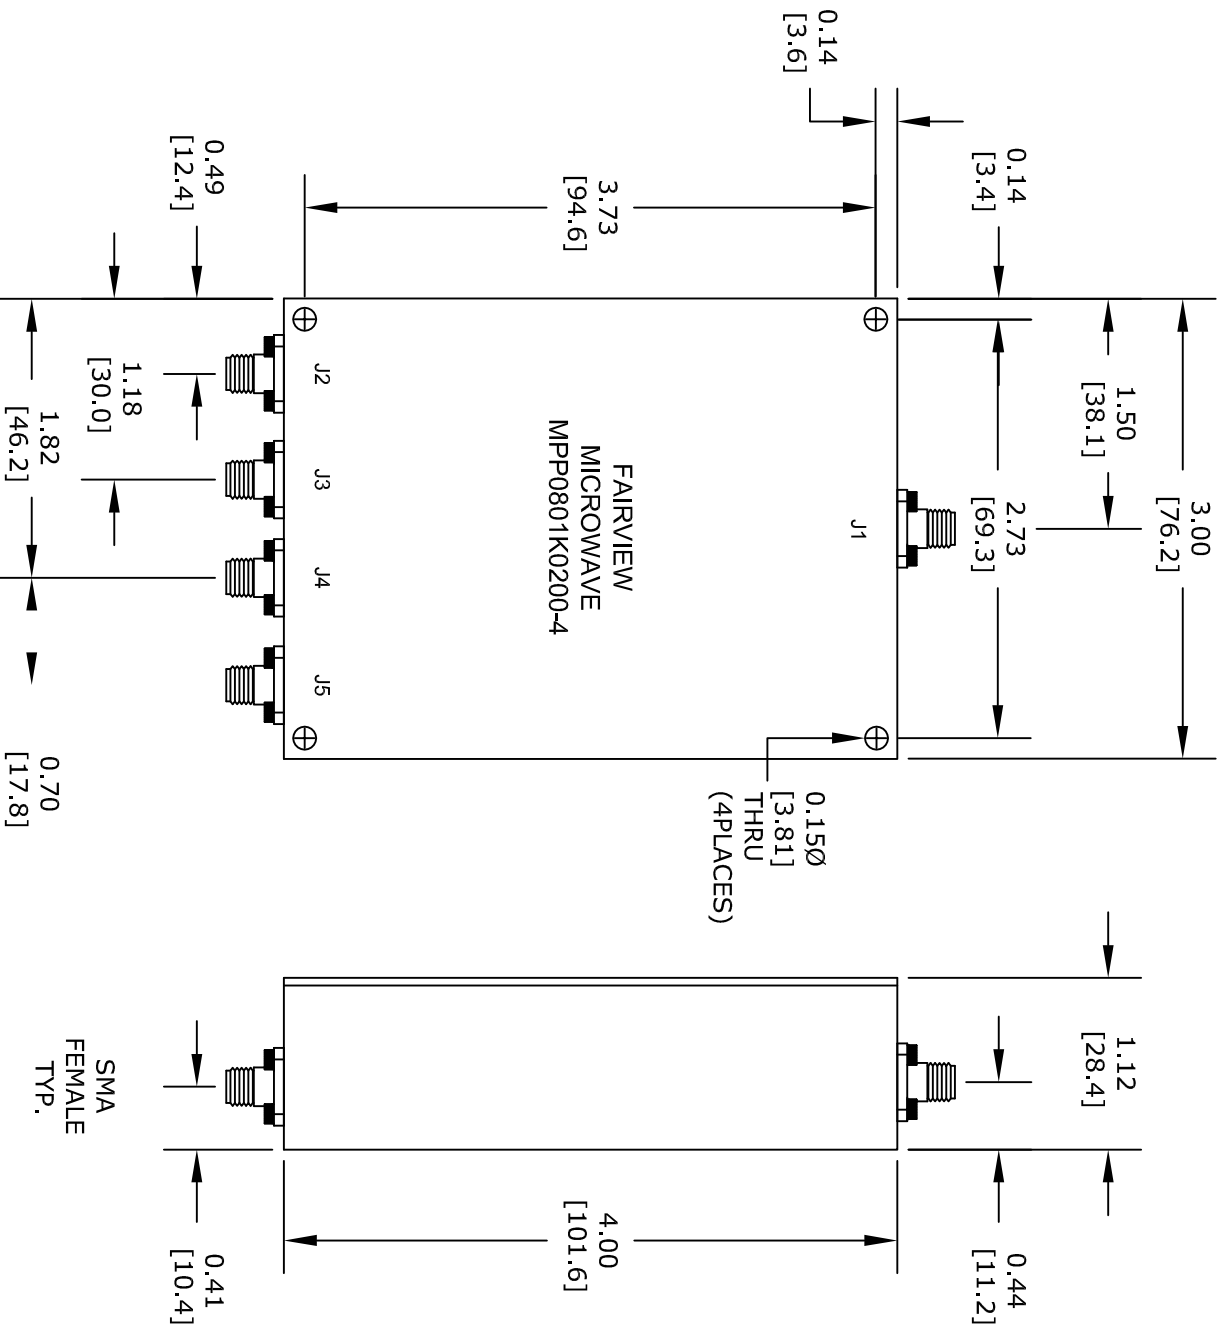 3.00
[76.2]
1.50
[38.1]
2.73
[69.3]
0.14
[3.4]
0.14
[3.6]
3.73
[94.6]
J1
FAIRVIEW
MICROWAVE
MPP0801K0200-4
J2
J3
J4
J5
0.15Ø
[3.81]
THRU
(4PLACES)
0.49
[12.4]
1.18
[30.0]
1.82
[46.2]
0.70
[17.8]
1.12
[28.4]
0.44
[11.2]
4.00
[101.6]
0.41
[10.4]
SMA
FEMALE
TYP.